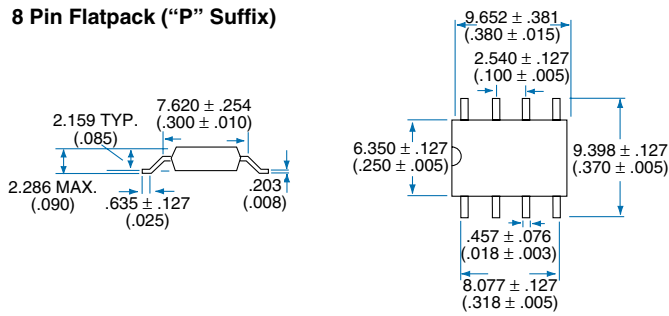 8 Pin Flatpack (“P” Suffix)
9.652 ± .381
(.380 ± .015)
2.540 ± .127
(.100 ± .005)
7.620 ± .254
(.300 ± .010)
2.159 TYP.
(.085)
2.286 MAX.
(.090)
.635 ± .127
(.025)
.203
(.008)
6.350 ± .127
(.250 ± .005)
9.398 ± .127
(.370 ± .005)
.457 ± .076
(.018 ± .003)
8.077 ± .127
(.318 ± .005)